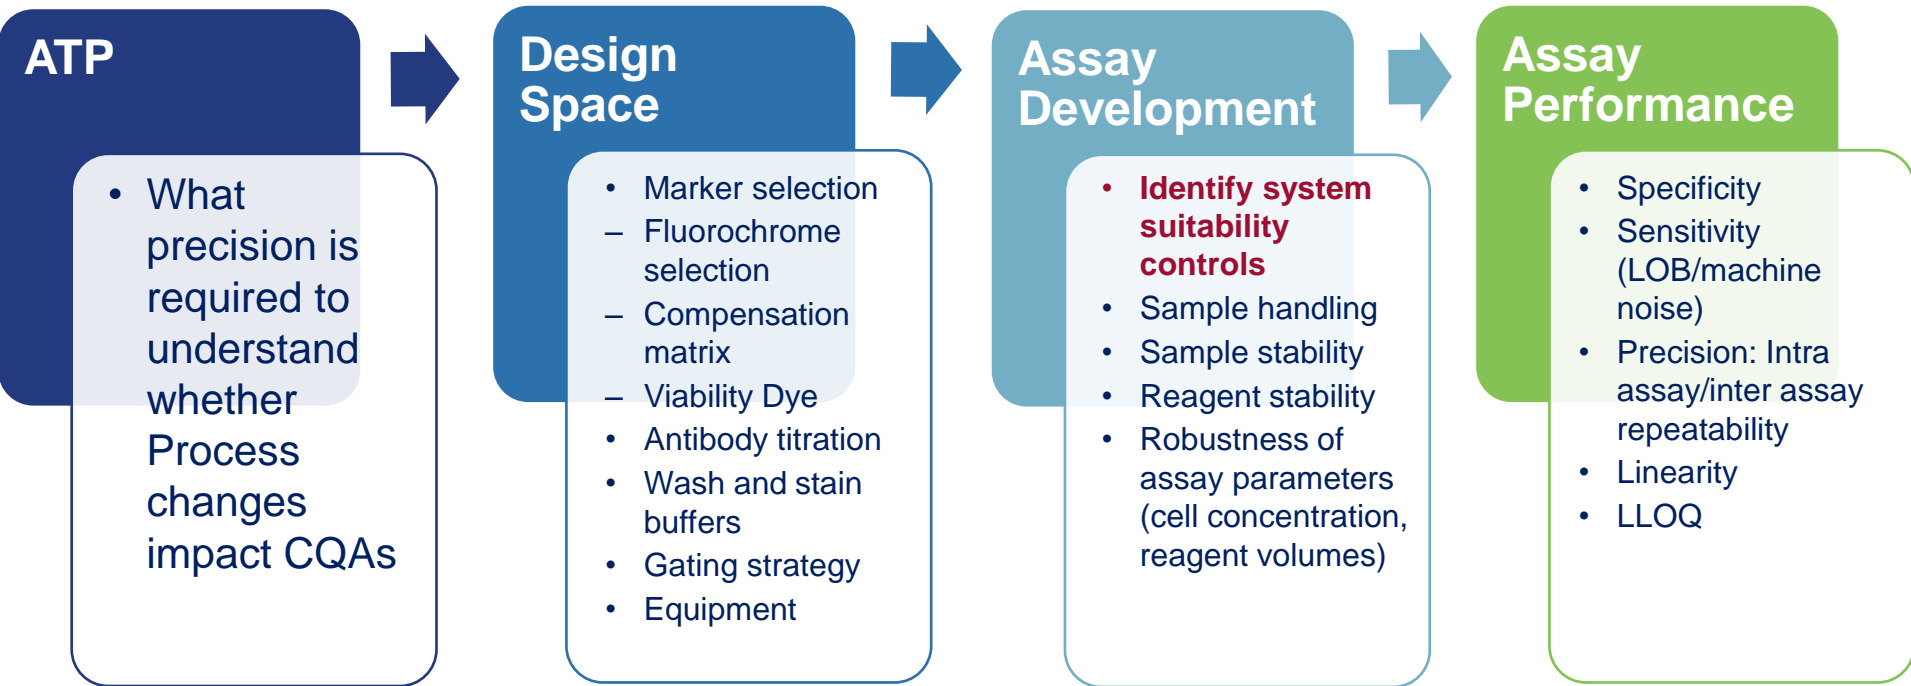 ATP
• What
precision is
required to
understand
whether
Process
changes
impact CQAs
Design
Space
• Marker selection
– Fluorochrome
selection
– Compensation
matrix
– Viability Dye
• Antibody titration
• Wash and stain
buffers
• Gating strategy
• Equipment
Assay
Development
• Identify system
suitability
controls
• Sample handling
• Sample stability
• Reagent stability
• Robustness of
assay parameters
(cell concentration,
reagent volumes)
Assay
Performance
• Specificity
• Sensitivity
(LOB/machine
noise)
• Precision: Intra
assay/inter assay
repeatability
• Linearity
• LLOQ